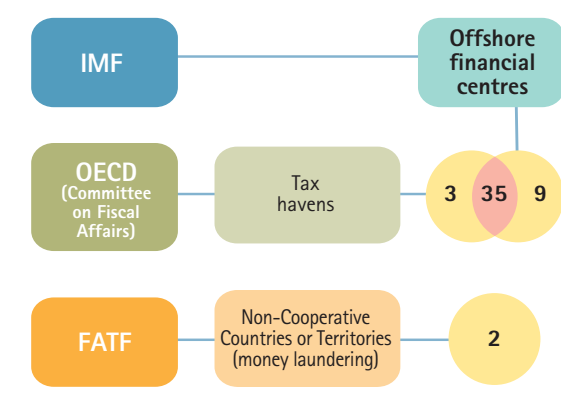 IMF
Offshore
financial
centres
OECD
(Committee
on Fiscal
Affairs)
Tax
havens
3 35 9
FATF
Non-Cooperative
Countries or Territories
(money laundering)
2